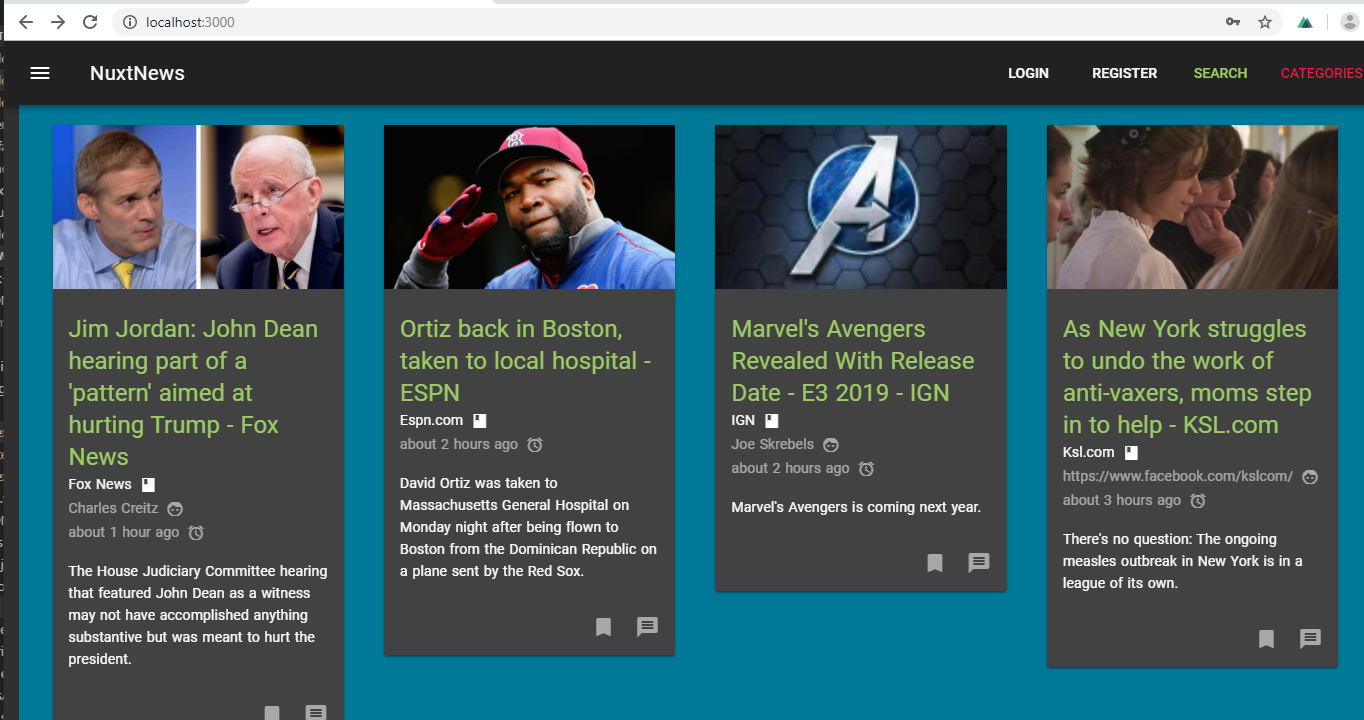 localhost:3000
NuxtNews
LOGIN
REGISTER
SEARCH
CATEGORIES
Jim Jordan: John Dean
hearing part of a
'pattern' aimed at
hurting Trump - Fox
News
Fox News
Charles Creitz
about 1 hour ago
The House Judiciary Committee hearing
that featured John Dean as a witness
may not have accomplished anything
substantive but was meant to hurt the
president.
Ortiz back in Boston,
taken to local hospital -
ESPN
Espn.com
about 2 hours ago
David Ortiz was taken to
Massachusetts General Hospital on
Monday night after being flown to
Boston from the Dominican Republic on
a plane sent by the Red Sox.
Marvel's Avengers
Revealed With Release
Date - E3 2019 - IGN
IGN
Joe Skrebels
about 2 hours ago
Marvel's Avengers is coming next year.
As New York struggles
to undo the work of
anti-vaxers, moms step
in to help - KSL.com
Ksl.com
https://www.facebook.com/kslcom/
about 3 hours ago
There's no question: The ongoing
measles outbreak in New York is in a
league of its own.